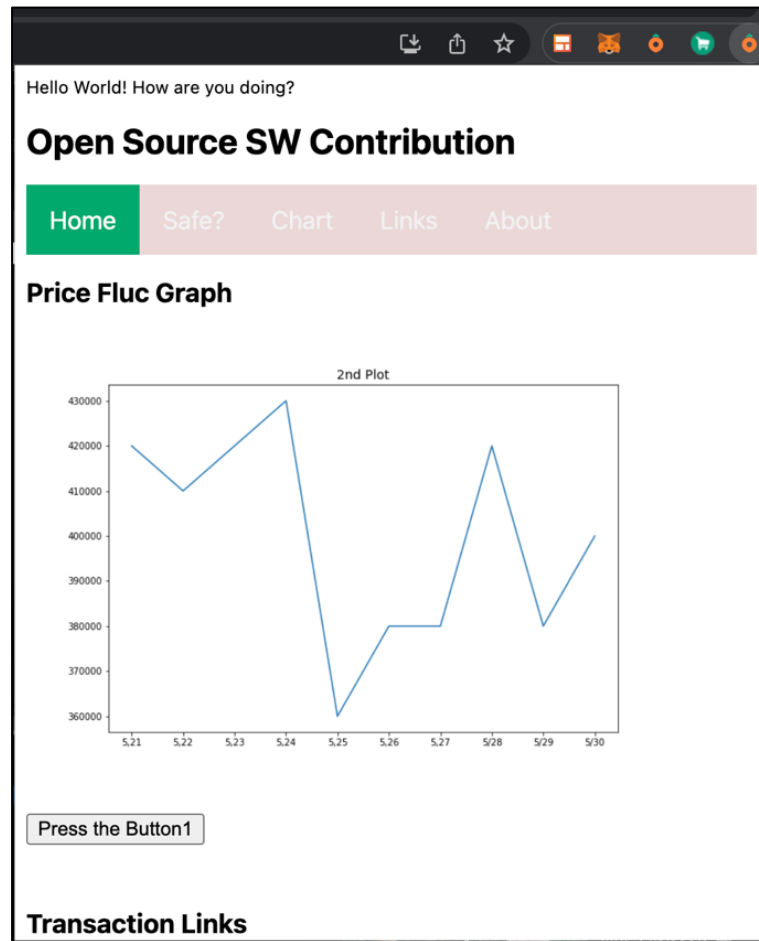 Hello World! How are you doing?
Open Source SW Contribution
Home Safe? Chart Links About
Price Fluc Graph
2nd Plot
430000
420000
410000
400000
390000
380000
370000
360000
5,21 5,22 5,23 5,24 5,25 5,26 5,27 5/28 5/29 5/30
Press the Button1
Transaction Links